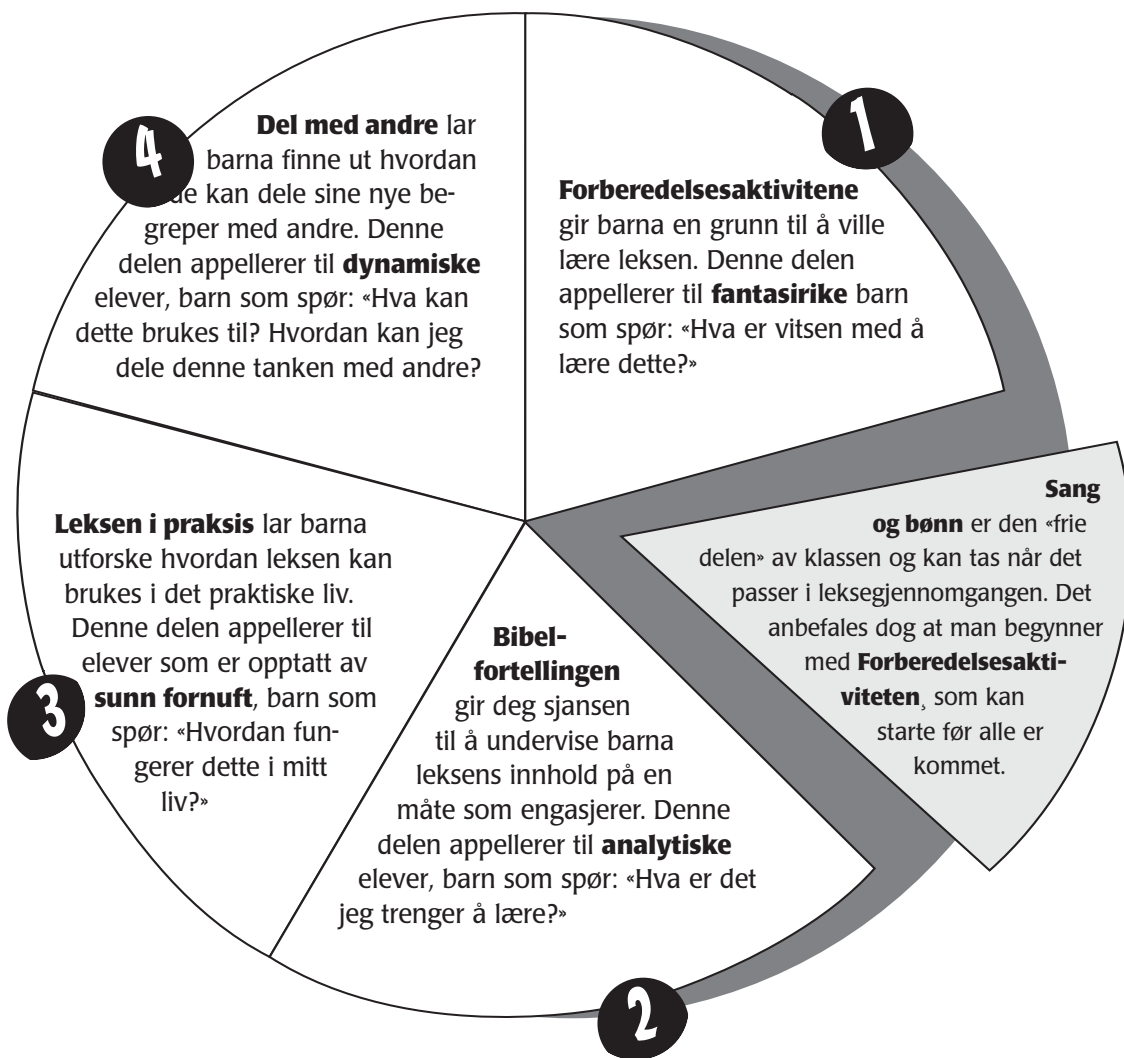 1
Forberedelsesaktivitene
gir barna en grunn til å ville
lære leksen. Denne delen
appellerer til fantasirike barn
som spør: «Hva er vitsen med å
lære dette?»
Sang
og bønn er den «frie
delen» av klassen og kan tas når det
passer i leksegjennomgangen. Det
anbefales dog at man begynner
med Forberedelsesakti-
viteten, som kan
starte før alle er
kommet.
2
Bibel-
fortellingen
gir deg sjansen
til å undervise barna
leksens innhold på en
måte som engasjerer. Denne
delen appellerer til analytiske
elever, barn som spør: «Hva er det
jeg trenger å lære?»
3
Leksen i praksis lar barna
utforske hvordan leksen kan
brukes i det praktiske liv.
Denne delen appellerer til
elever som er opptatt av
sunn fornuft, barn som
spør: «Hvordan fun-
gerer dette i mitt
liv?»
4
Del med andre lar
barna finne ut hvordan
de kan dele sine nye be-
greper med andre. Denne
delen appellerer til dynamiske
elever, barn som spør: «Hva kan
dette brukes til? Hvordan kan jeg
dele denne tanken med andre?